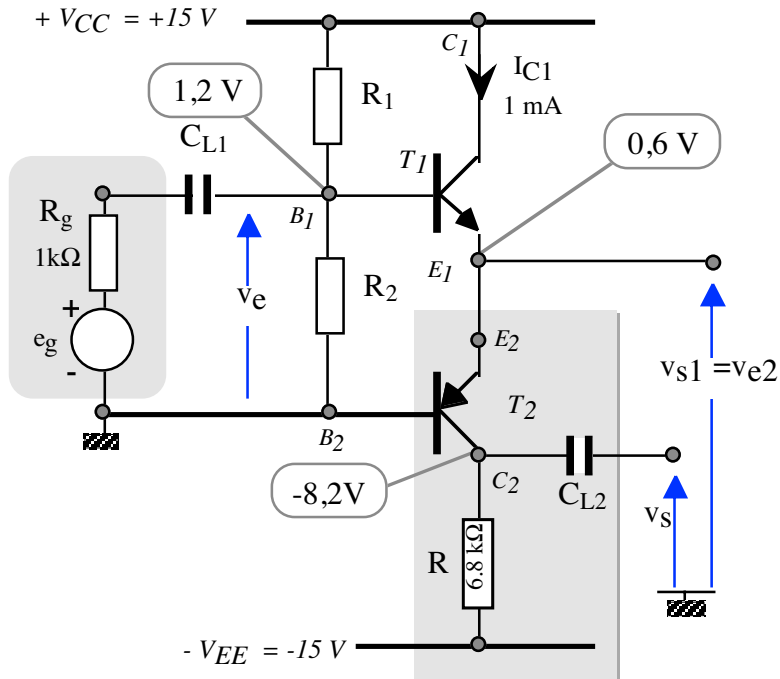 + VCC = +15 V
C1
IC1
1 mA
1,2 V
R1
CL1
0,6 V
T1
Rg
1kΩ
B1
E1
R2
ve
+
eg
-
E2
vs1 =ve2
T2
B2
-8,2V
C2
CL2
vs
R
6.8 kΩ
- VEE = -15 V